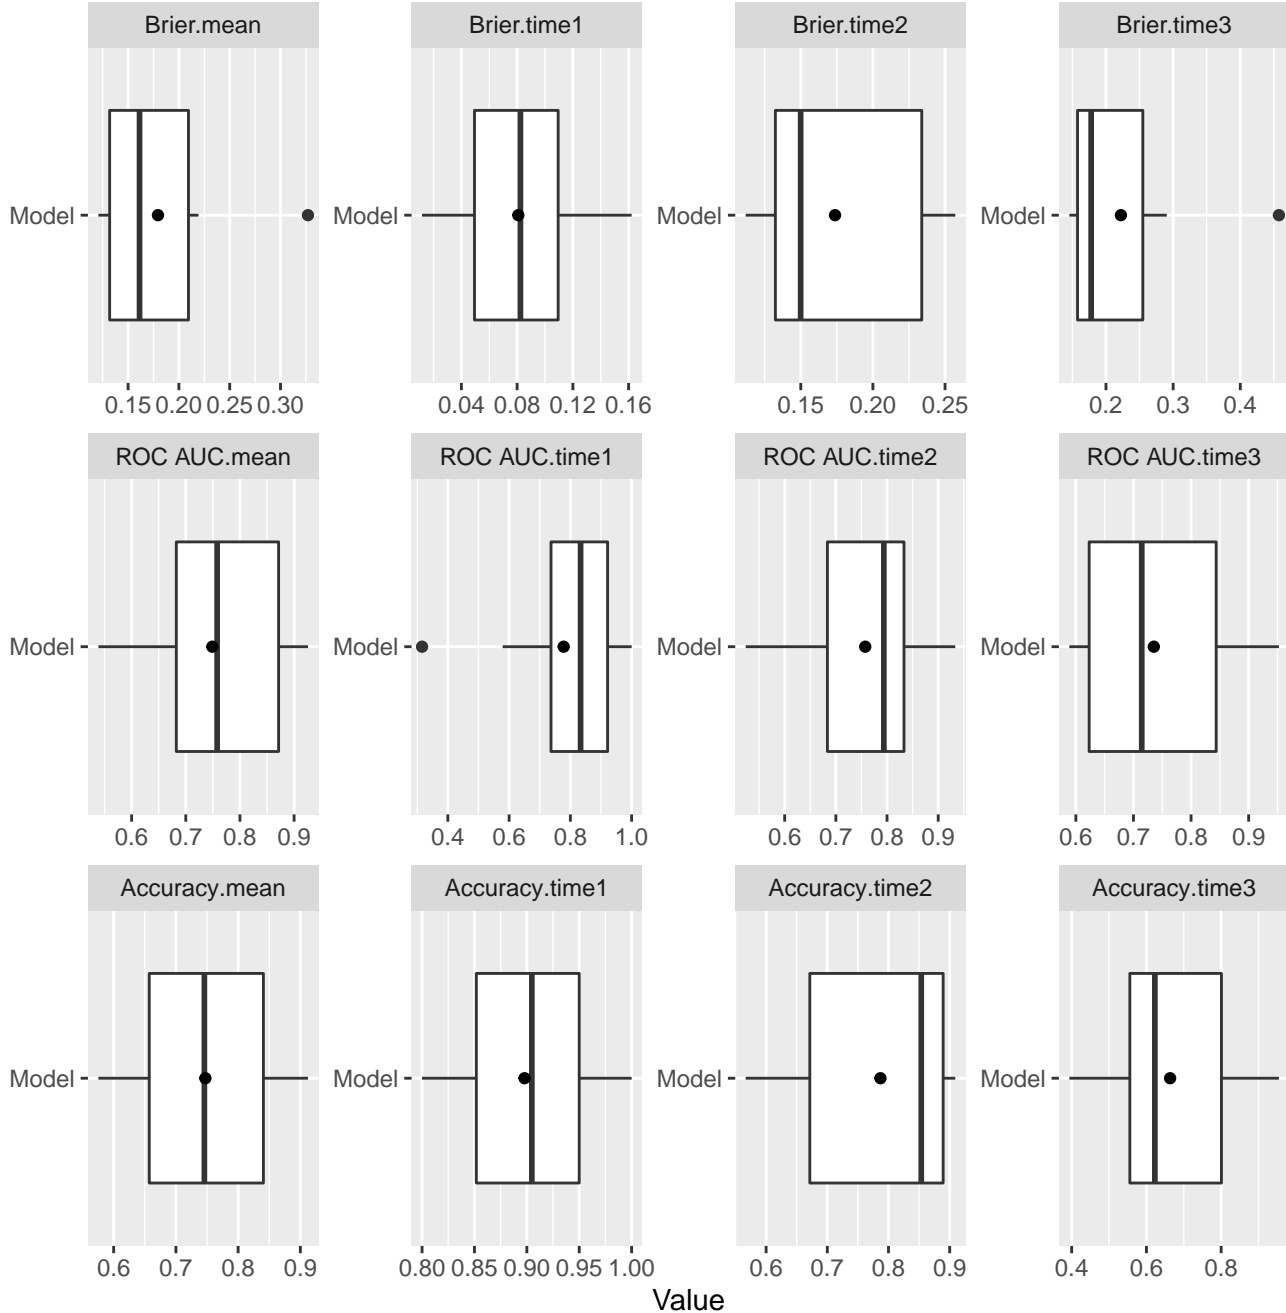 Brier.mean Brier.time1 Brier.time2 Brier.time3
Model Model Model Model
0.15 0.20 0.25 0.30 0.04 0.08 0.12 0.16 0.15 0.20 0.25 0.2 0.3 0.4
ROC AUC.mean ROC AUC.time1 ROC AUC.time2 ROC AUC.time3
Model Model Model Model
0.6 0.7 0.8 0.9 0.4 0.6 0.8 1.0 0.6 0.7 0.8 0.9 0.6 0.7 0.8 0.9
Accuracy.mean Accuracy.time1 Accuracy.time2 Accuracy.time3
Model Model Model Model
0.6 0.7 0.8 0.9 0.80 0.85 0.90 0.95 1.00 0.6 0.7 0.8 0.9 0.4 0.6 0.8
Value